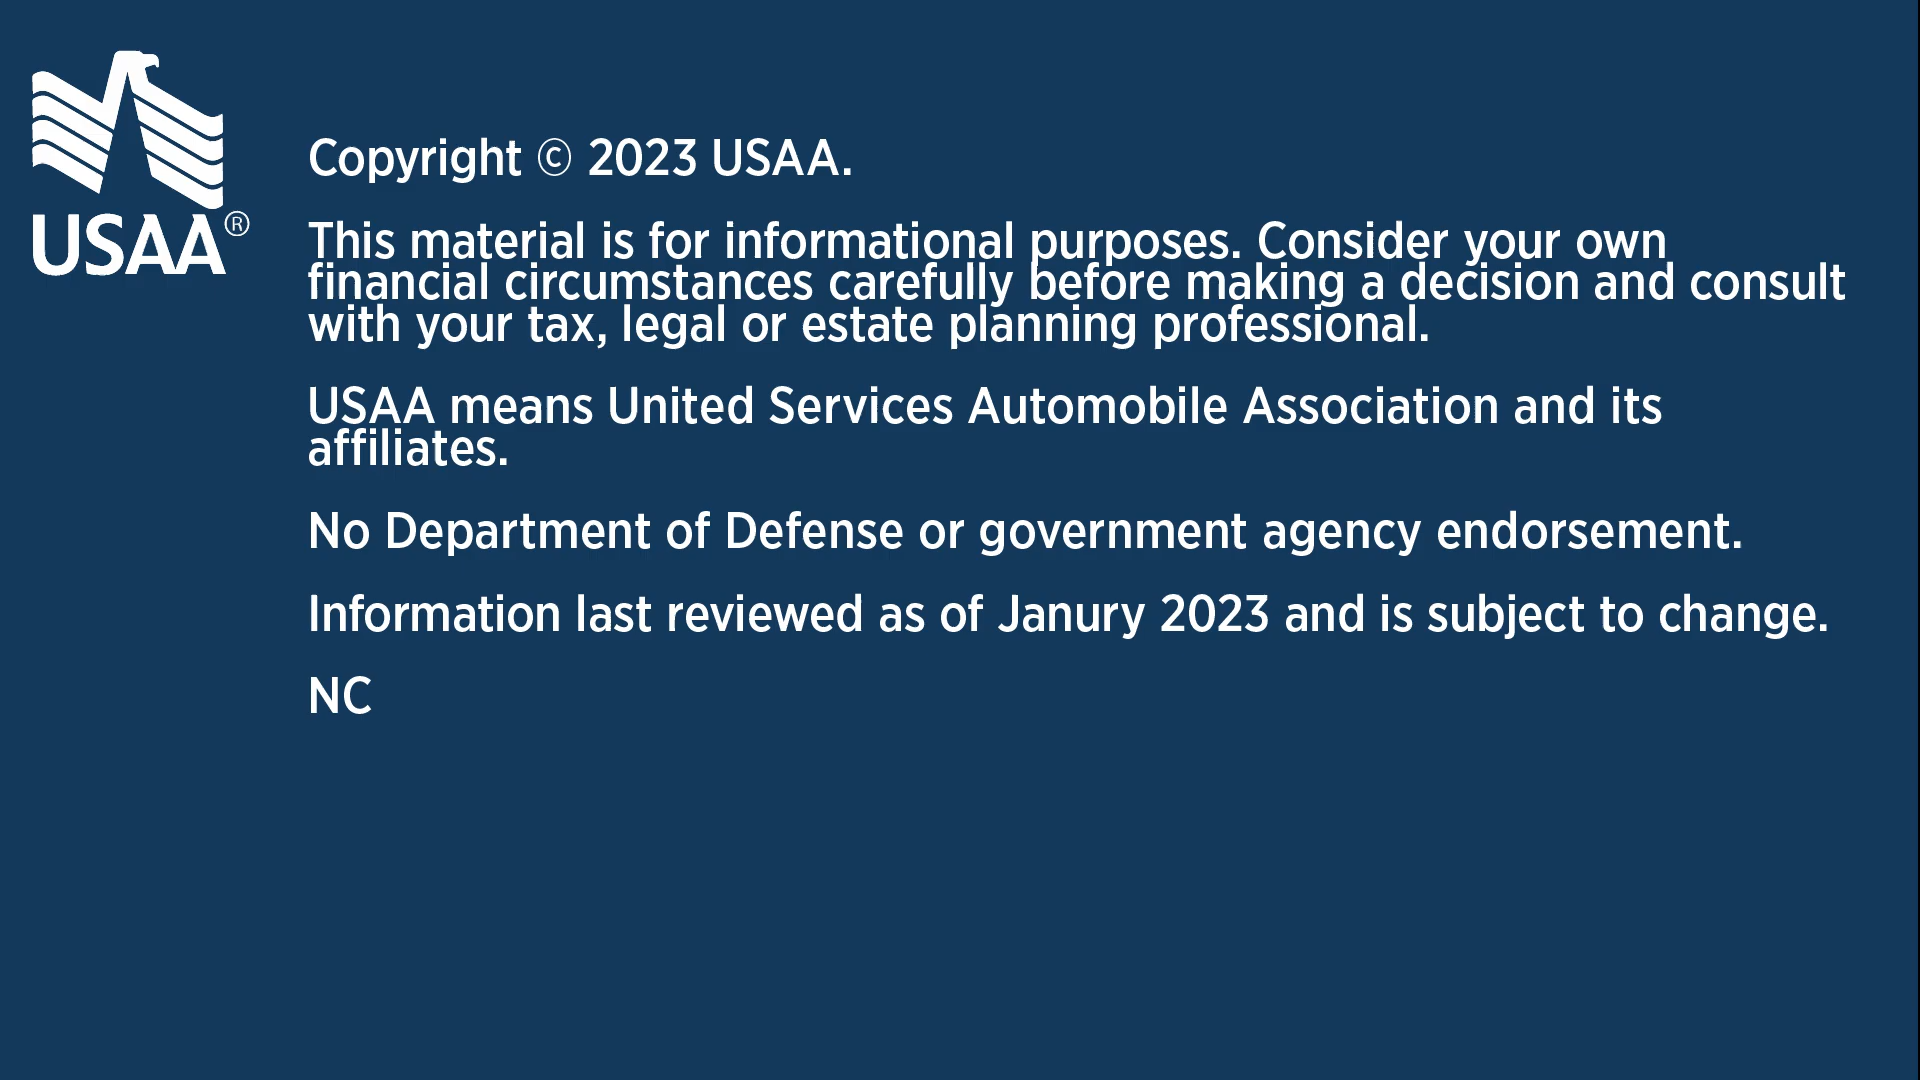 USAA®
Copyright © 2023 USAA.
This material is for informational purposes. Consider your own
financial circumstances carefully before making a decision and consult
with your tax, legal or estate planning professional.
USAA means United Services Automobile Association and its
affiliates.
No Department of Defense or government agency endorsement.
Information last reviewed as of Janury 2023 and is subject to change.
NC